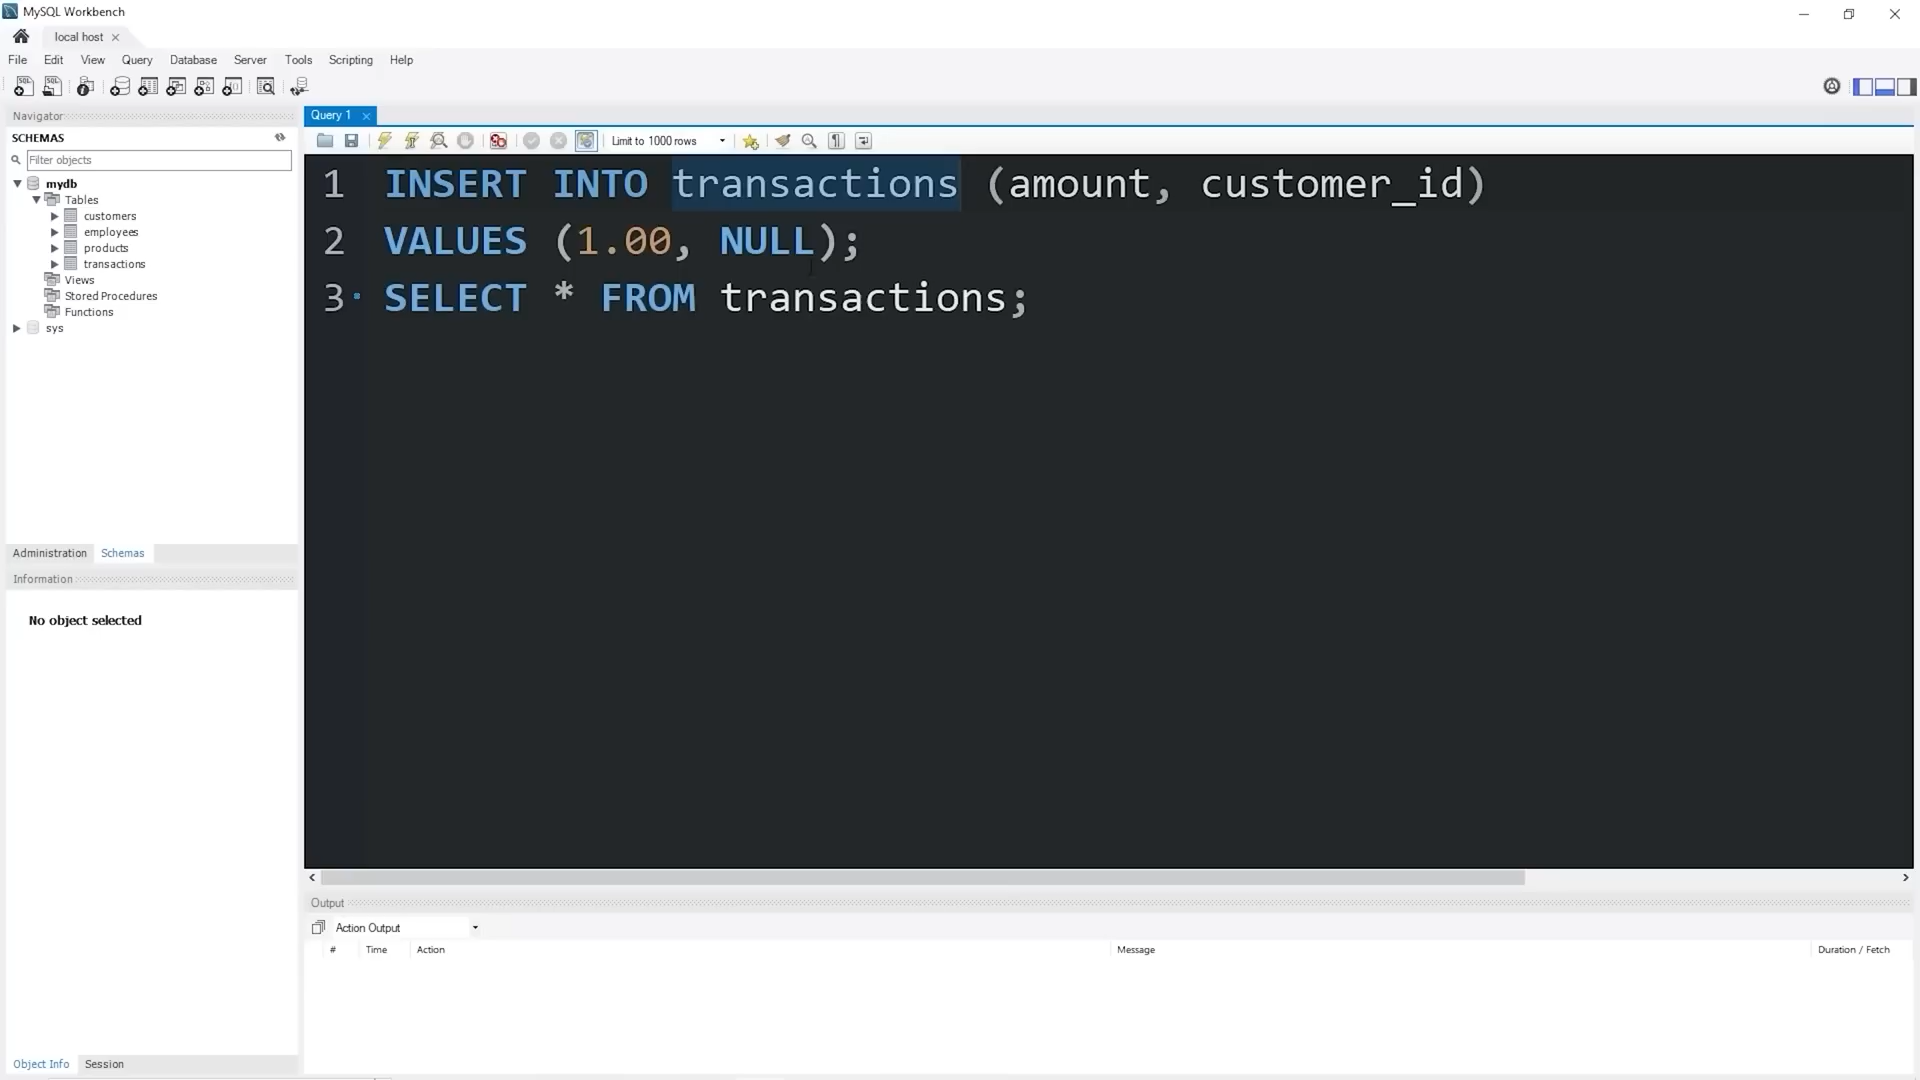 MySQL Workbench
local host
File Edit View Query Database Server Tools Scripting Help
Navigator
SCHEMAS
Filter objects
mydb
Tables
customers
employees
products
transactions
Views
Stored Procedures
Functions
sys
Administration Schemas
Information
No object selected
Object Info Session
Query 1
Limit to 1000 rows
1 INSERT INTO transactions (amount, customer_id)
2 VALUES (1.00, NULL);
3 SELECT * FROM transactions;
Output
Action Output
# Time Action Message Duration / Fetch